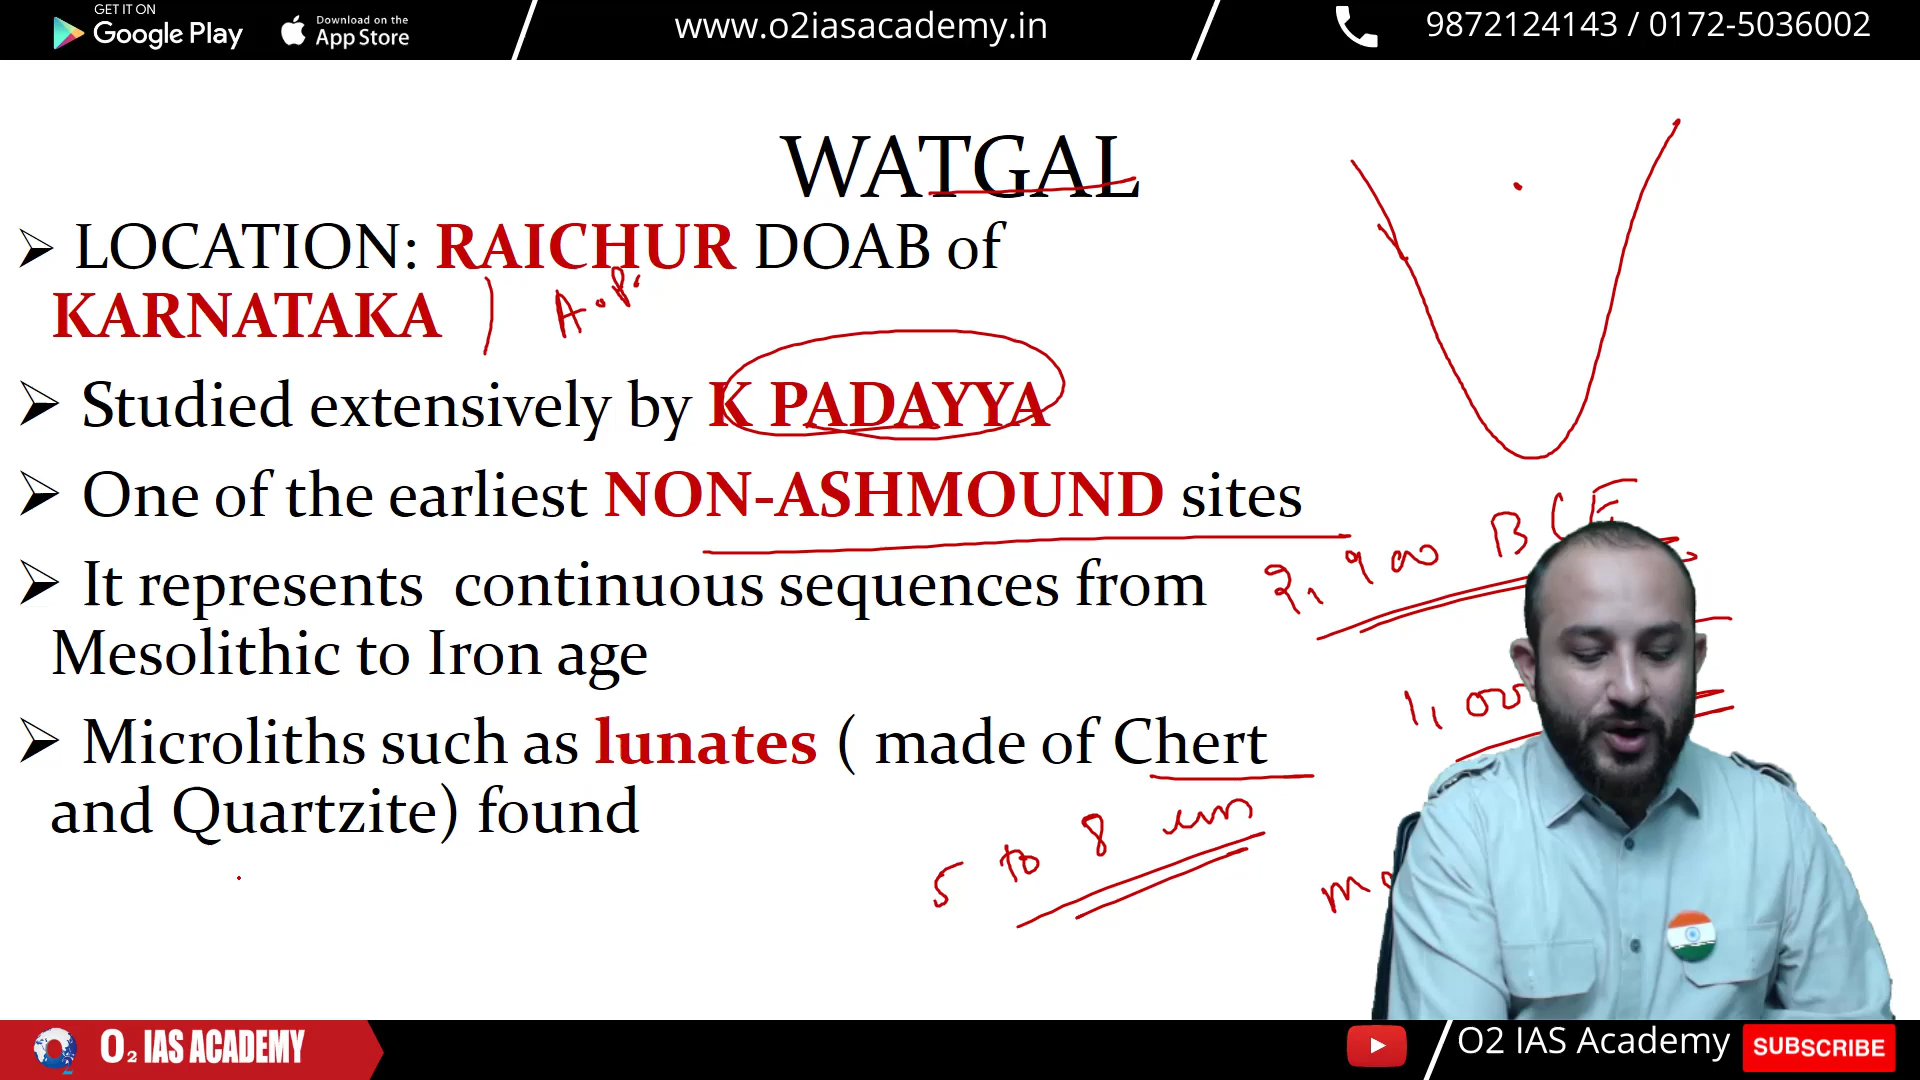 GET IT ON
Google Play
Download on the
App Store
www.o2iasacademy.in
9872124143 / 0172-5036002
WATGAL
➢ LOCATION: RAICHUR DOAB of
KARNATAKA
A.P.
➢ Studied extensively by K PADAYYA
➢ One of the earliest NON-ASHMOUND sites
BCE
➢ It represents  continuous sequences from
Mesolithic to Iron age
➢ Microliths such as lunates ( made of Chert
and Quartzite) found
5 to 8 cm
O2 IAS ACADEMY
O2 IAS Academy
SUBSCRIBE